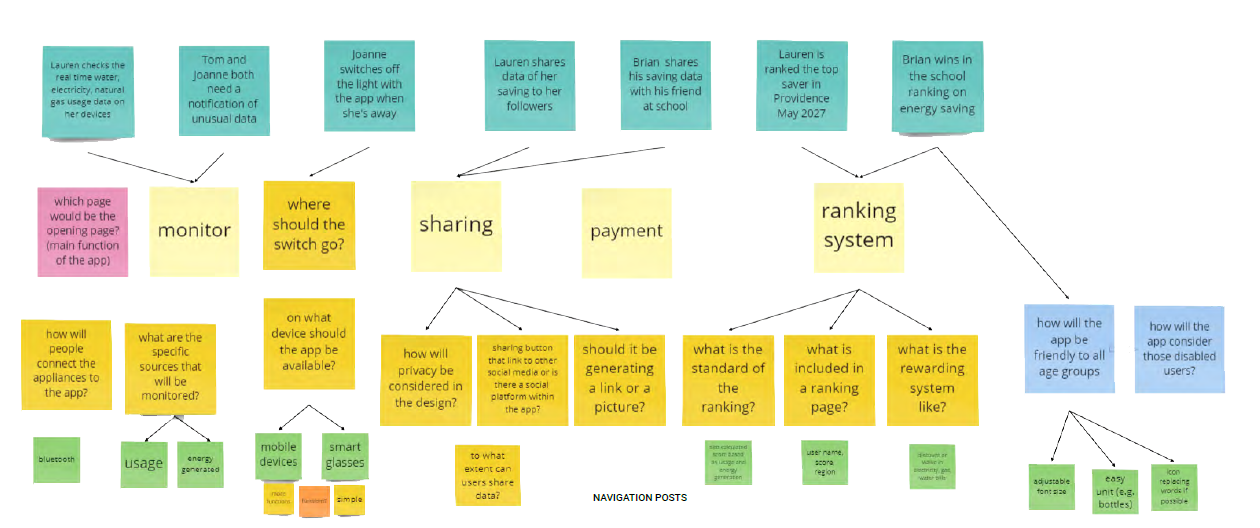 Lauren checks the
real time water,
electricity, natural
gas usage data on
her devices
Tom and
Joanne both
need a
notification of
unusual data
Joanne
switches off
the light with
the app when
she's away
Lauren shares
data of her
saving to her
followers
Brian shares
his saving data
with his friend
at school
Lauren is
ranked the top
saver in
Providence
May 2027
Brian wins in
the school
ranking on
energy saving
which page
would be the
opening page?
(main function
of the app)
monitor
where
should the
switch go?
sharing
payment
ranking
system
how will
people
connect the
appliances to
the app?
what are the
specific
sources that
will be
monitored?
on what
device should
the app be
available?
how will
privacy be
considered in
the design?
sharing button
that link to other
social media or is
there a social
platform within
the app?
should it be
generating
a link or a
picture?
what is the
standard of
the
ranking?
what is
included in
a ranking
page?
what is the
rewarding
system
like?
how will the
app be
friendly to all
age groups
how will the
app consider
those disabled
users?
bluetooth
usage
energy
generated
mobile
devices
smart
glasses
simple
to what
extent can
users share
data?
score based
on usage and
energy
generation
user name,
score
region
discount on
water bills
adjustable
font size
easy
unit (e.g.
bottles)
icon
replacing
words if
possible
NAVIGATION POSTS